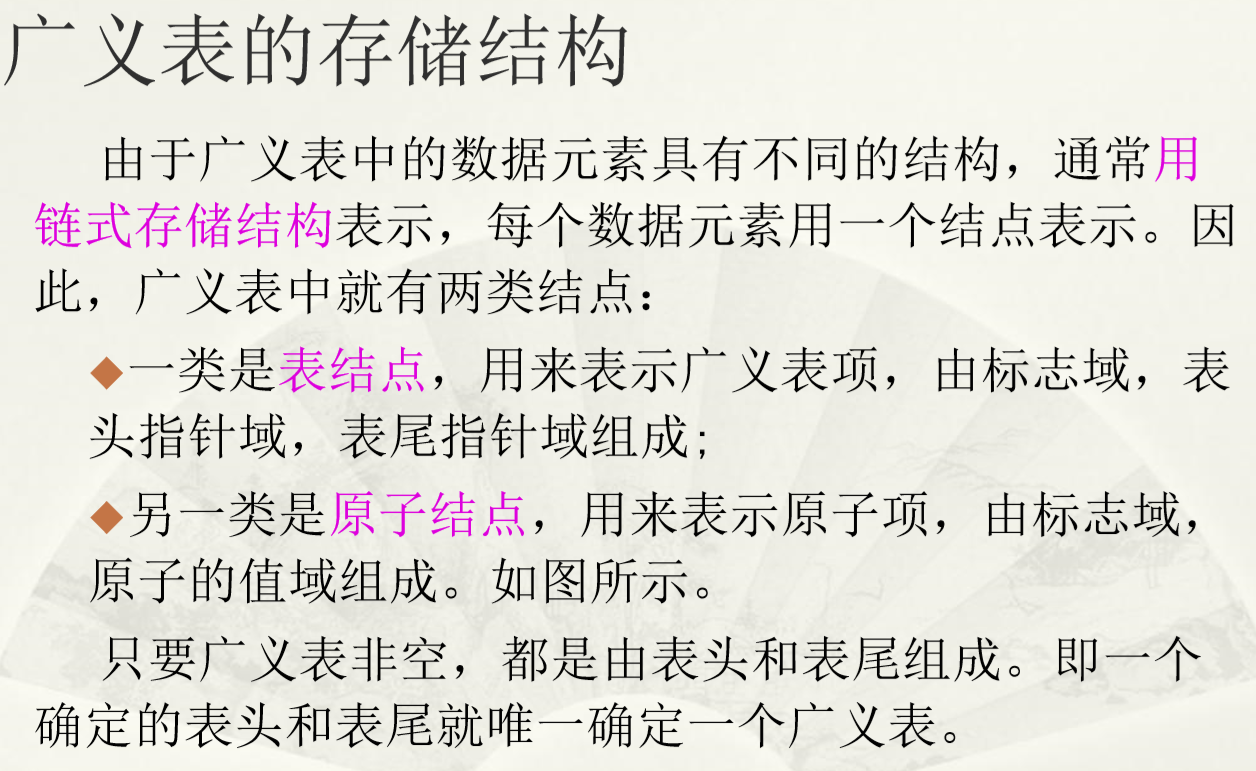 广义表的存储结构
由于广义表中的数据元素具有不同的结构，通常用
链式存储结构表示，每个数据元素用一个结点表示。因
此，广义表中就有两类结点：
◆一类是表结点，用来表示广义表项，由标志域，表
头指针域，表尾指针域组成;
◆另一类是原子结点，用来表示原子项，由标志域，
原子的值域组成。如图所示。
只要广义表非空，都是由表头和表尾组成。即一个
确定的表头和表尾就唯一确定一个广义表。